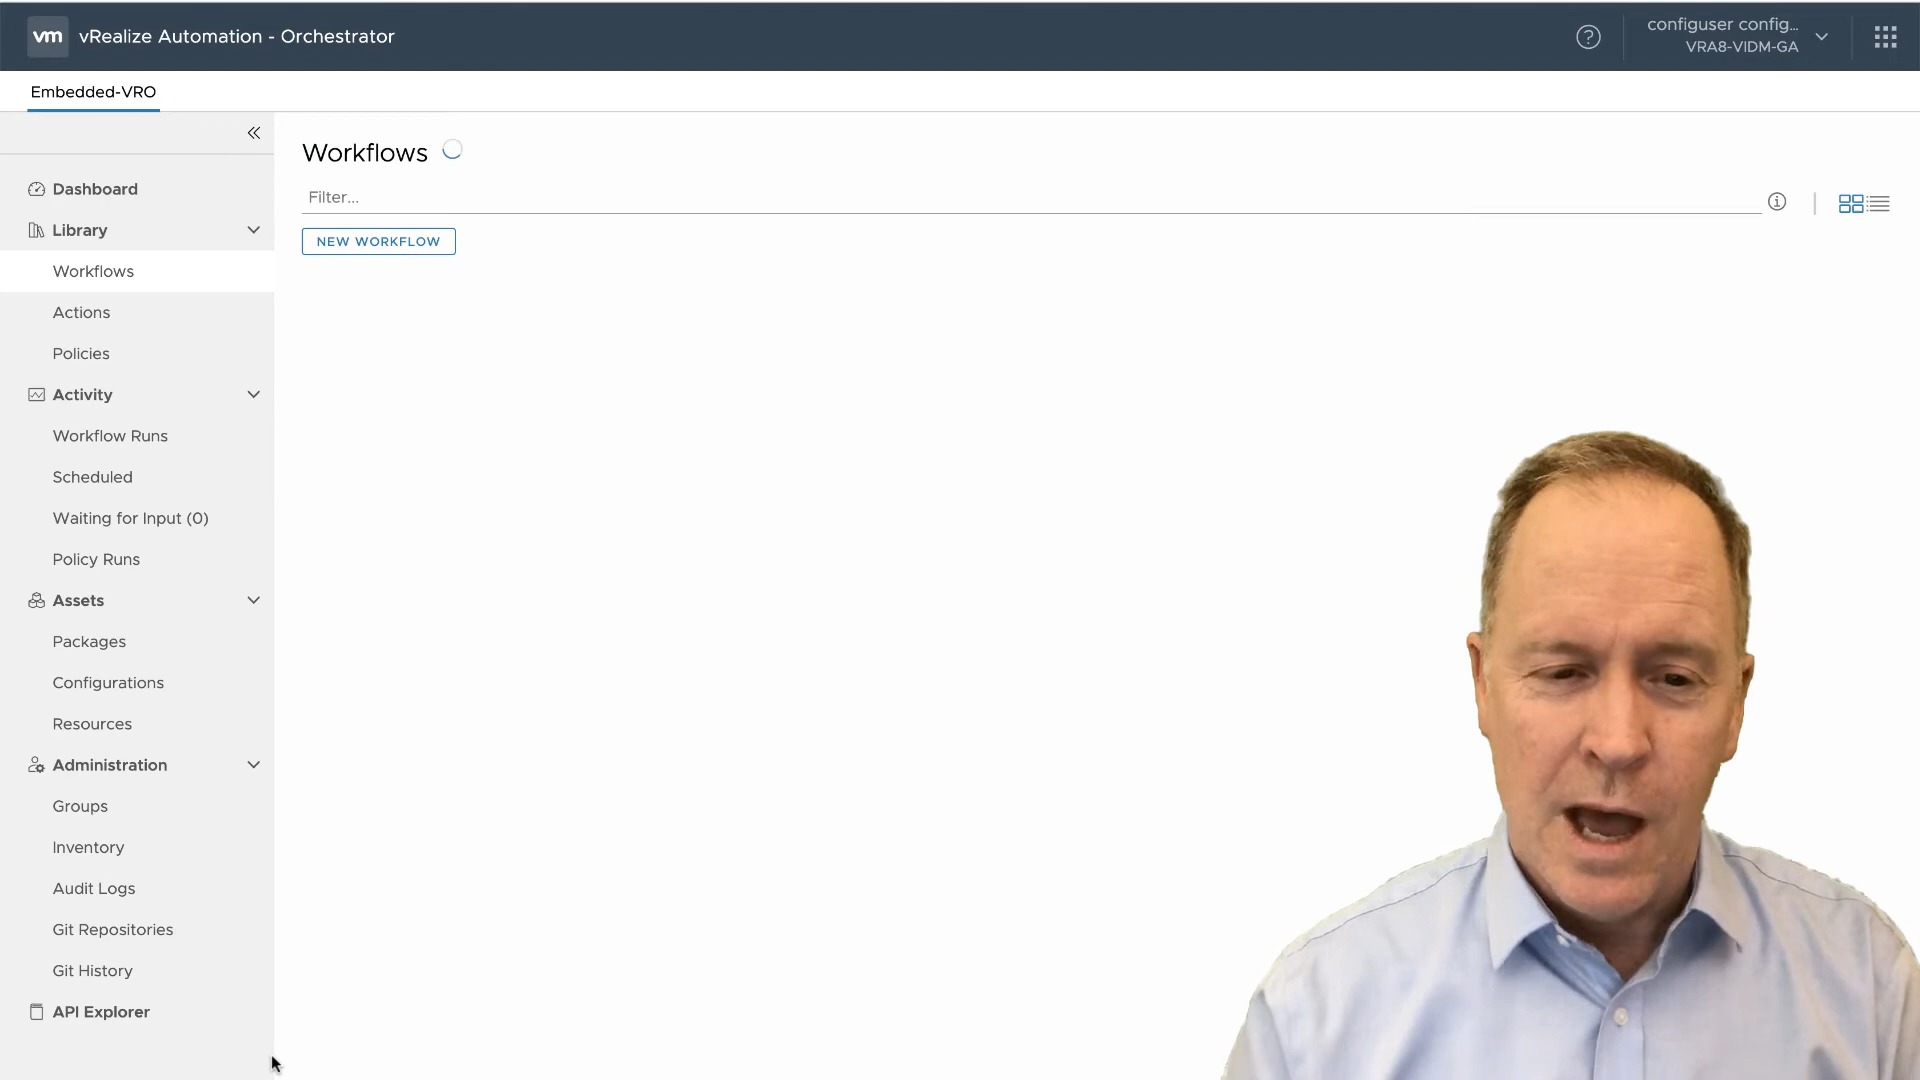 vm vRealize Automation - Orchestrator
configuser config...
VRA8-VIDM-GA
Embedded-VRO
Dashboard
Library
Workflows
Actions
Policies
Activity
Workflow Runs
Scheduled
Waiting for Input (0)
Policy Runs
Assets
Packages
Configurations
Resources
Administration
Groups
Inventory
Audit Logs
Git Repositories
Git History
API Explorer
Workflows
Filter...
NEW WORKFLOW